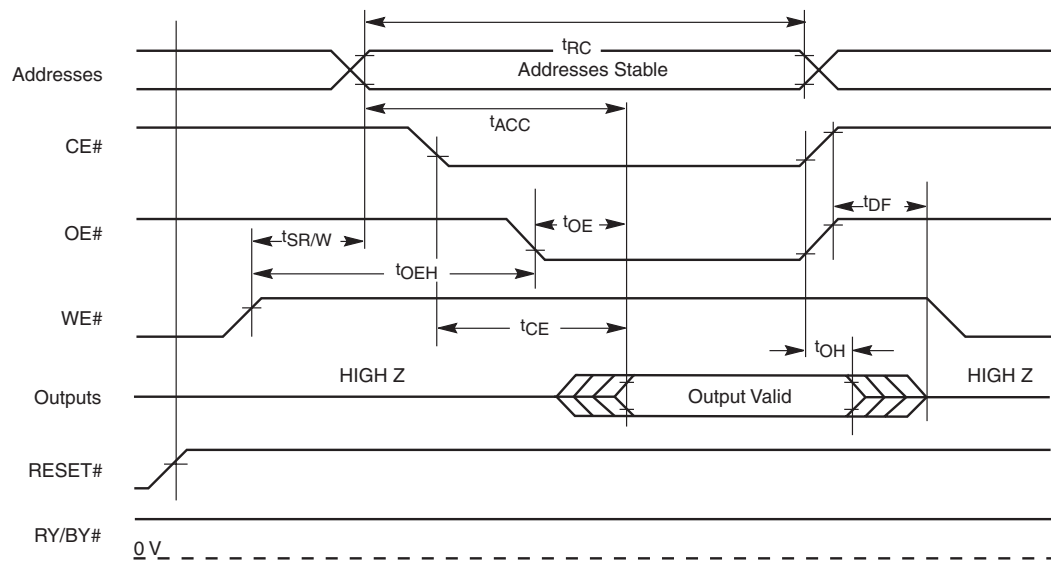 tRC
Addresses
Addresses Stable
tACC
CE#
OE#
tOE
tDF
tSR/W
tOEH
WE#
tCE
tOH
HIGH Z
HIGH Z
Outputs
Output Valid
RESET#
RY/BY#
0 V